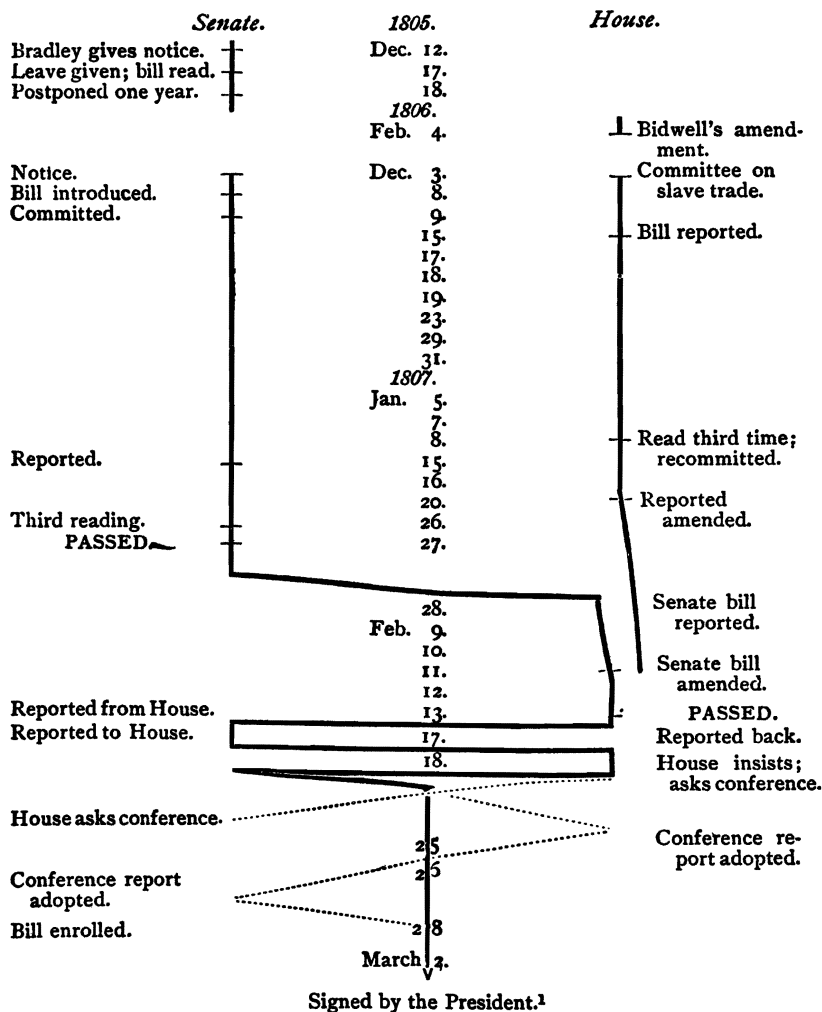 Senate. 1805. House.
Bradley gives notice. Dec. 12.
Leave given; bill read. 17.
Postponed one year. 18.
1806.
Feb. 4. Bidwell's amend-
ment.
Notice. Dec. 3. Committee on
Bill introduced. 8. slave trade.
Committed. 9.
15. Bill reported.
17.
18.
19.
23.
29.
31.
1807.
Jan. 5.
7.
8. Read third time;
Reported. 15. recommitted.
16.
20. Reported
Third reading. 26. amended.
PASSED 27.
28. Senate bill
Feb. 9. reported.
10.
11. Senate bill
12. amended.
Reported from House. 13. PASSED.
Reported to House. 17. Reported back.
18. House insists;
asks conference.
House asks conference.
25 Conference re-
26 port adopted.
Conference report
adopted.
Bill enrolled. 28
March 2.
Signed by the President.¹